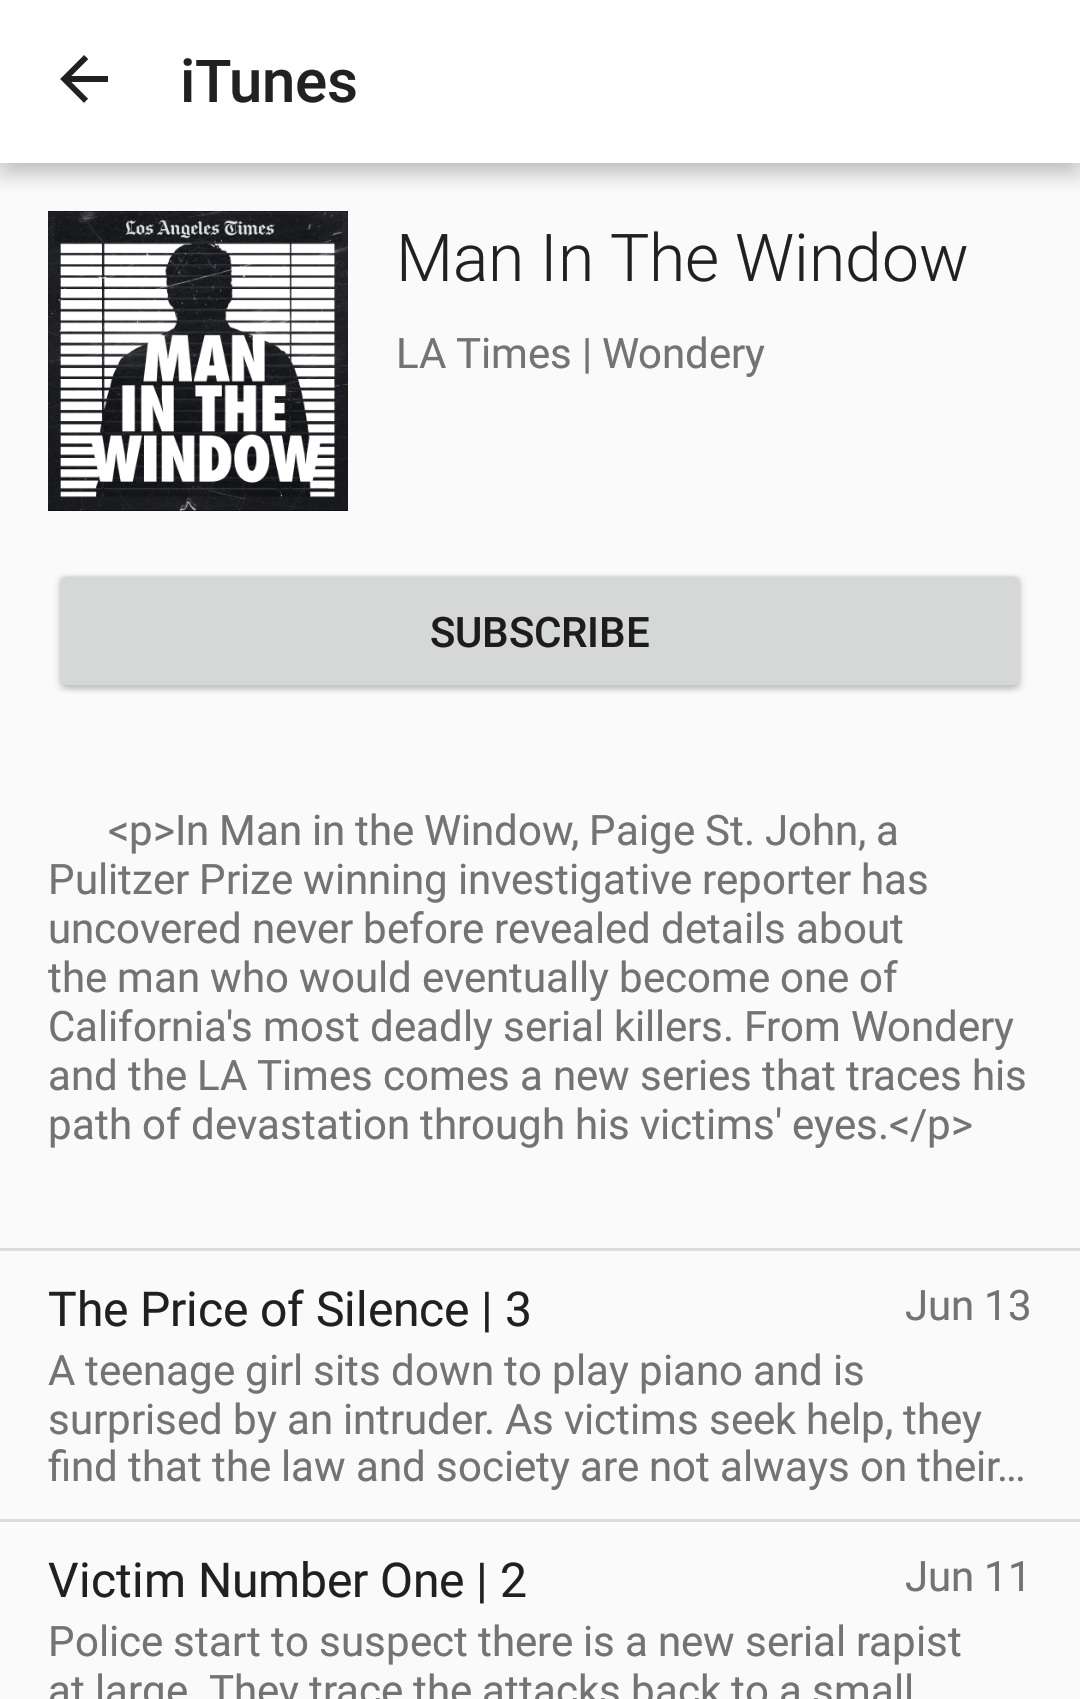 iTunes
Los Angeles Times
MAN
IN THE
WINDOW
Man In The Window
LA Times | Wondery
SUBSCRIBE
<p>In Man in the Window, Paige St. John, a
Pulitzer Prize winning investigative reporter has
uncovered never before revealed details about
the man who would eventually become one of
California's most deadly serial killers. From Wondery
and the LA Times comes a new series that traces his
path of devastation through his victims' eyes.</p>
The Price of Silence | 3
Jun 13
A teenage girl sits down to play piano and is
surprised by an intruder. As victims seek help, they
find that the law and society are not always on their...
Victim Number One | 2
Jun 11
Police start to suspect there is a new serial rapist
at large. They trace the attacks back to a small